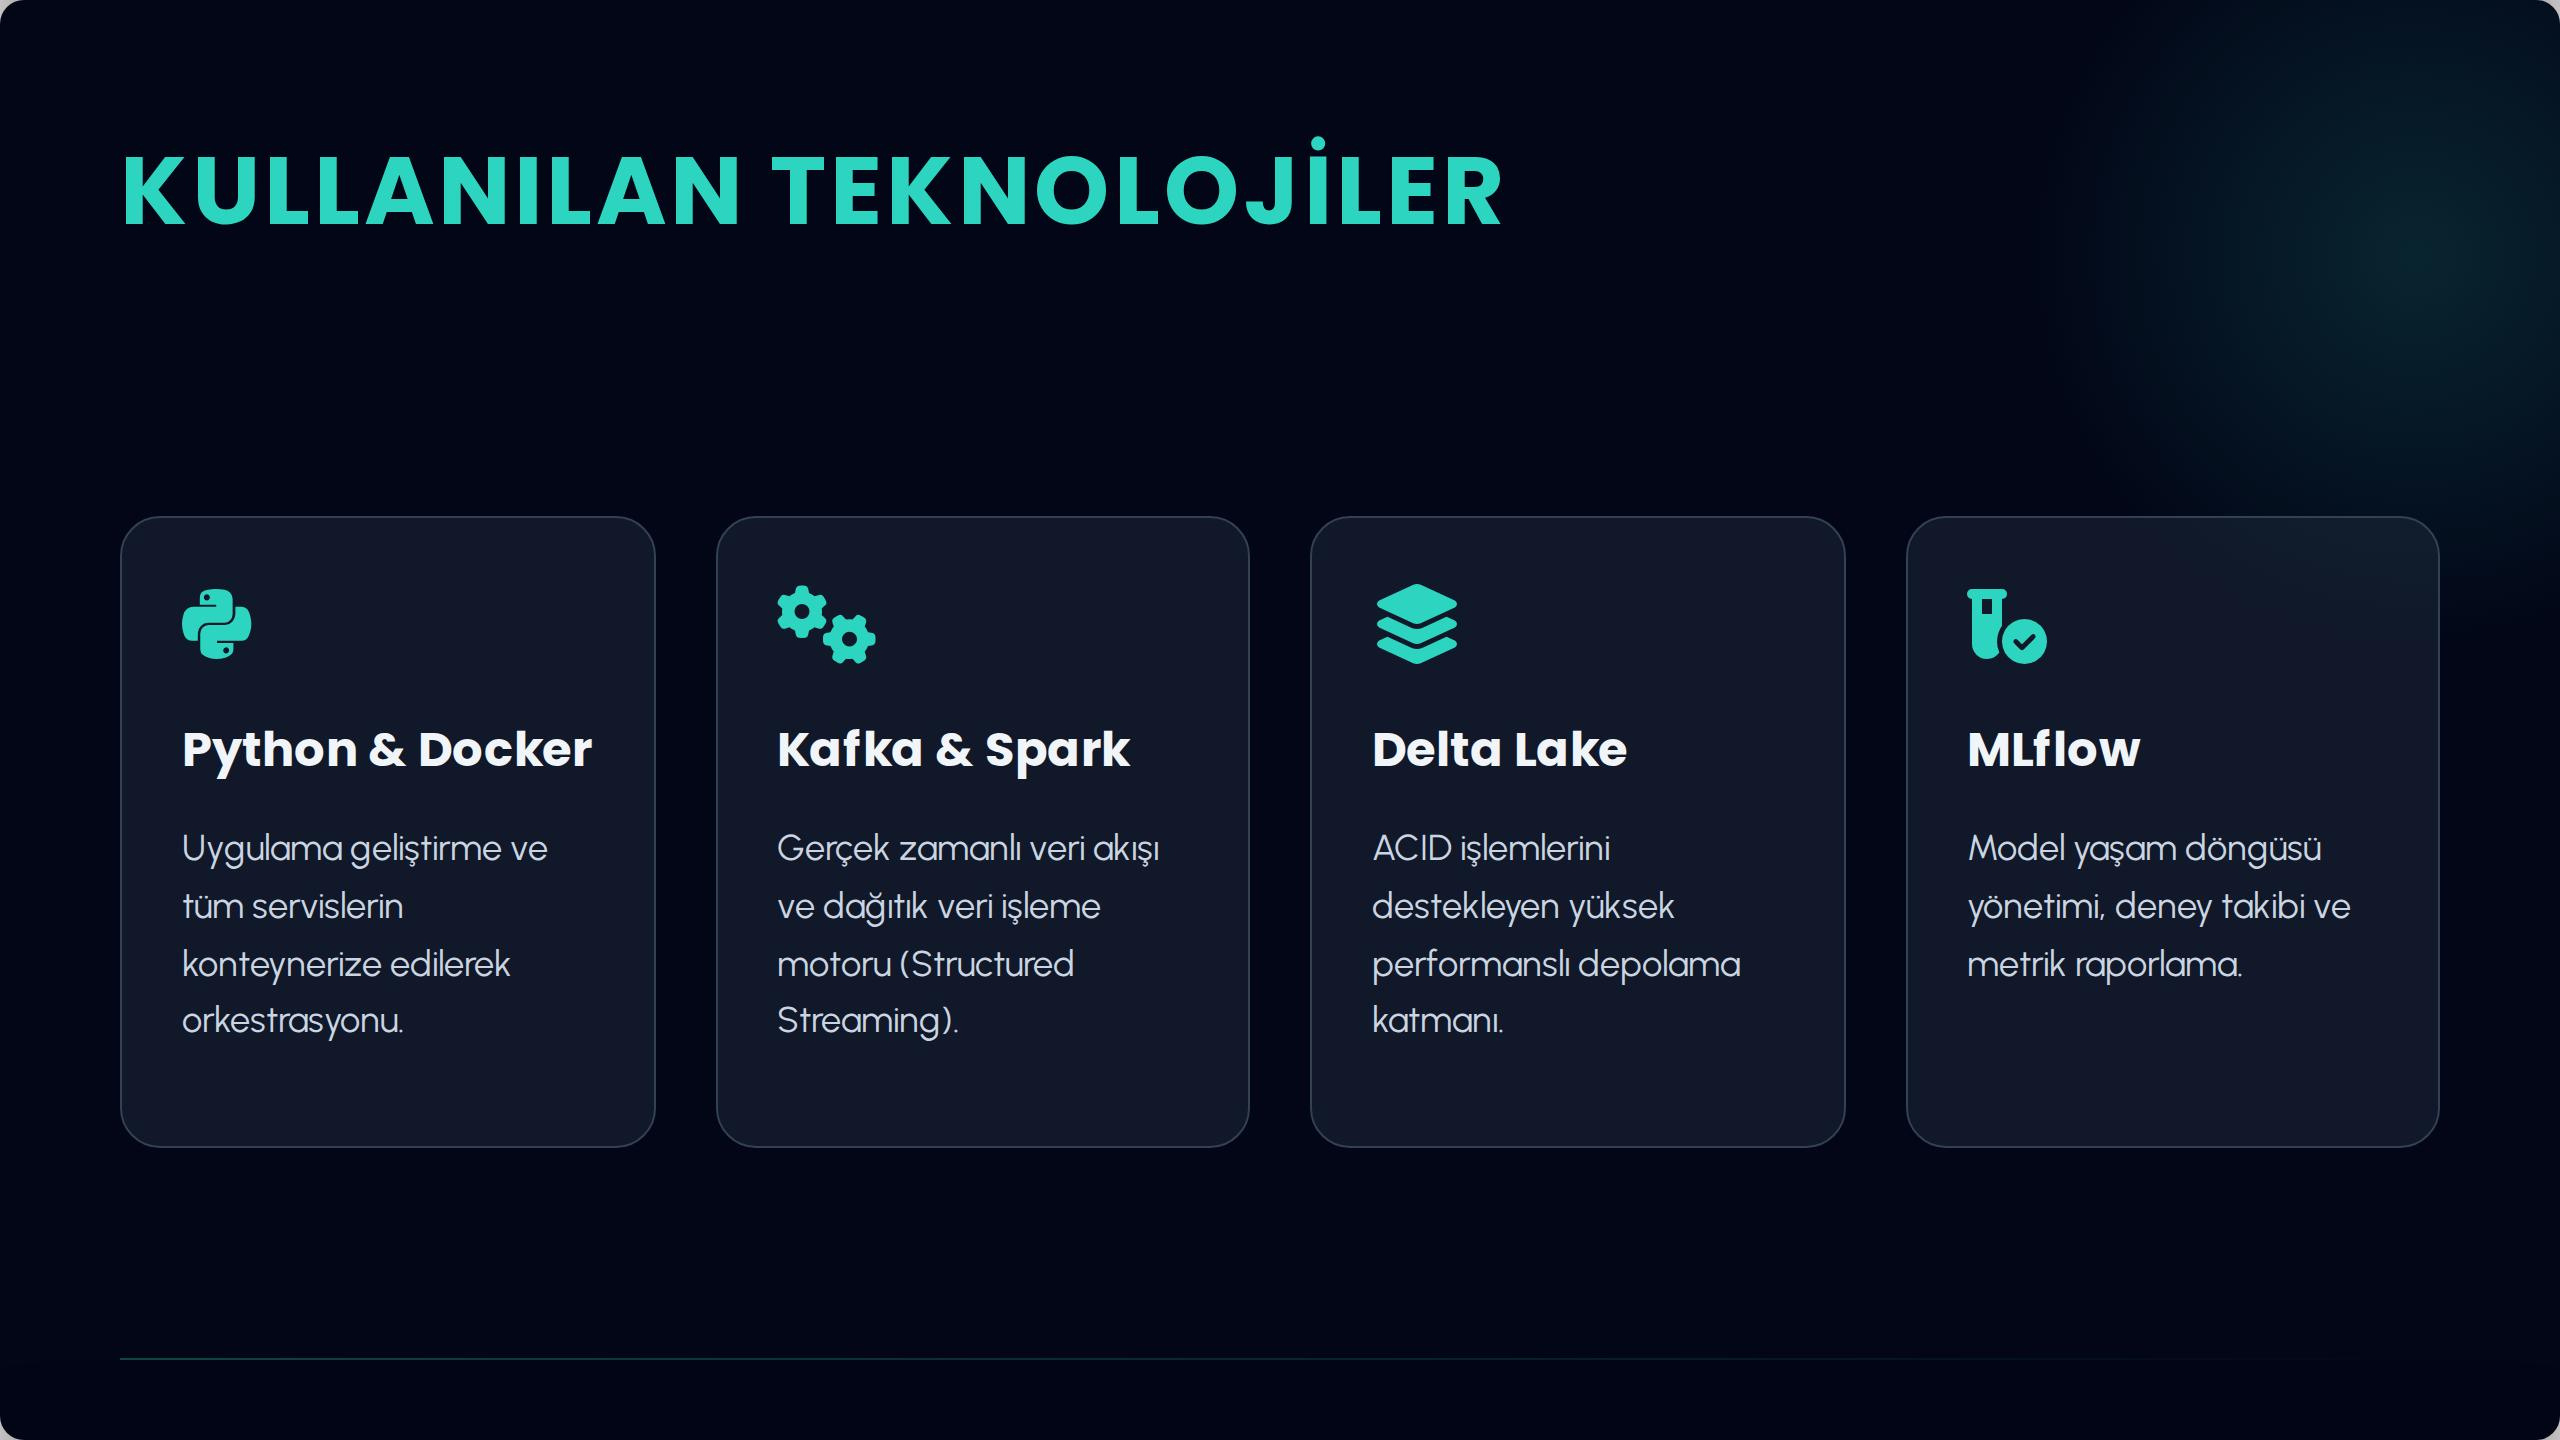 KULLANILAN TEKNOLOJİLER
Python & Docker
Uygulama geliştirme ve
tüm servislerin
konteynerize edilerek
orkestrasyonu.
Kafka & Spark
Gerçek zamanlı veri akışı
ve dağıtık veri işleme
motoru (Structured
Streaming).
Delta Lake
ACID işlemlerini
destekleyen yüksek
performanslı depolama
katmanı.
MLflow
Model yaşam döngüsü
yönetimi, deney takibi ve
metrik raporlama.